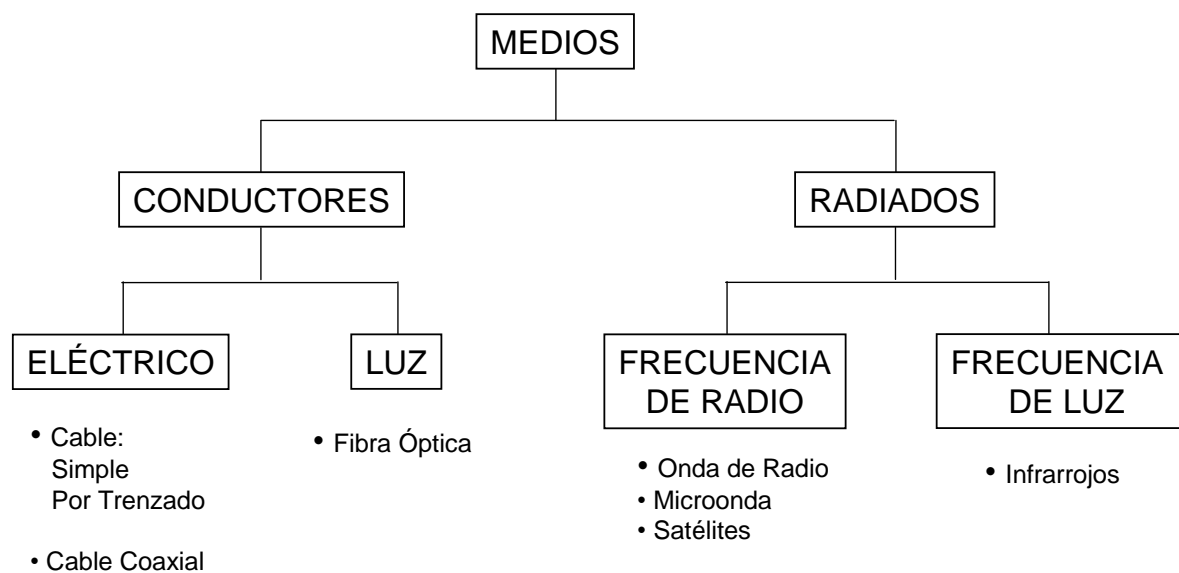 MEDIOS
CONDUCTORES
RADIADOS
ELÉCTRICO
LUZ
FRECUENCIA
DE RADIO
FRECUENCIA
DE LUZ
• Cable:
Simple
Por Trenzado
• Cable Coaxial
• Fibra Óptica
• Onda de Radio
• Microonda
• Satélites
• Infrarrojos